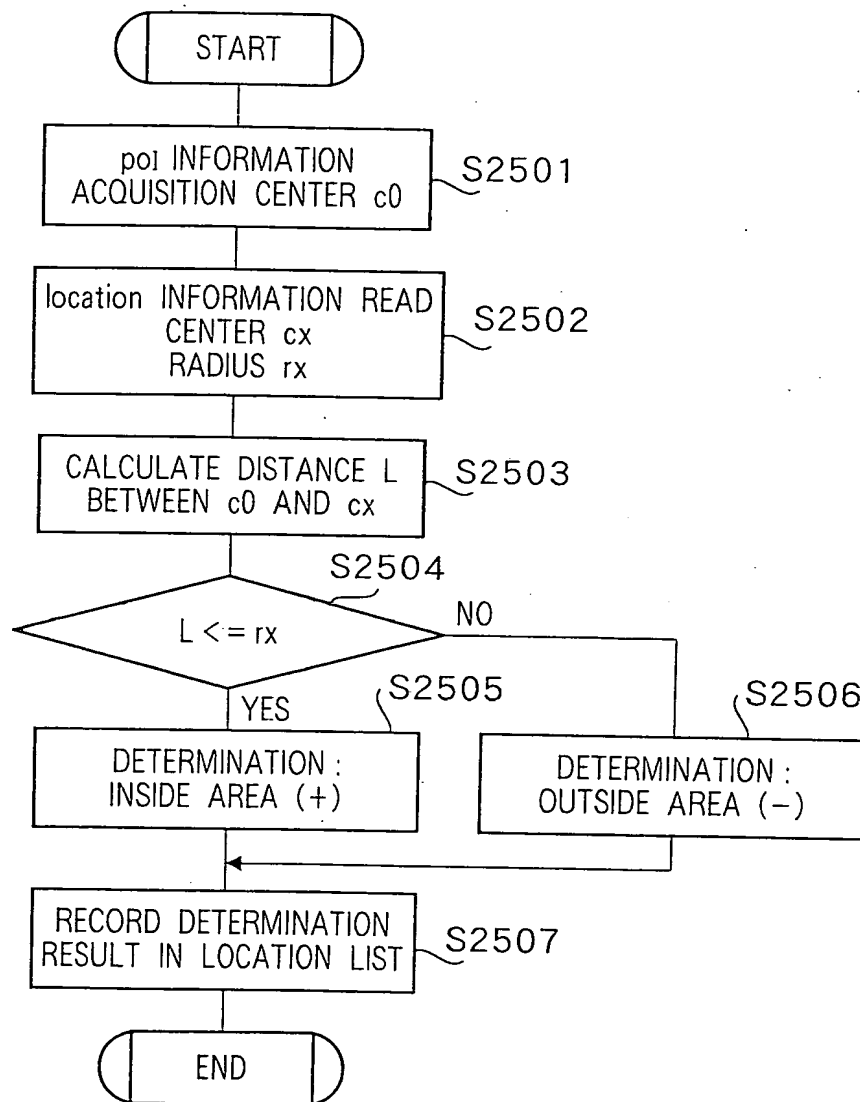 START
poI INFORMATION
ACQUISITION CENTER c0
S2501
location INFORMATION READ
CENTER cx
RADIUS rx
S2502
CALCULATE DISTANCE L
BETWEEN c0 AND cx
S2503
S2504
L <= rx
NO
YES
S2505
S2506
DETERMINATION :
INSIDE AREA (+)
DETERMINATION :
OUTSIDE AREA (−)
RECORD DETERMINATION
RESULT IN LOCATION LIST
S2507
END